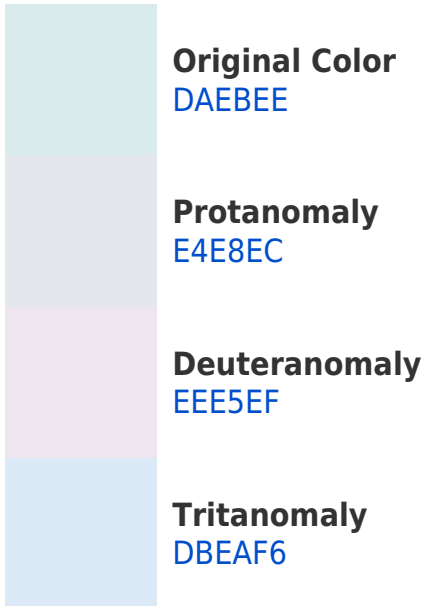 Original Color
DAEBEE
Protanomaly
E4E8EC
Deuteranomaly
EEE5EF
Tritanomaly
DBEAF6